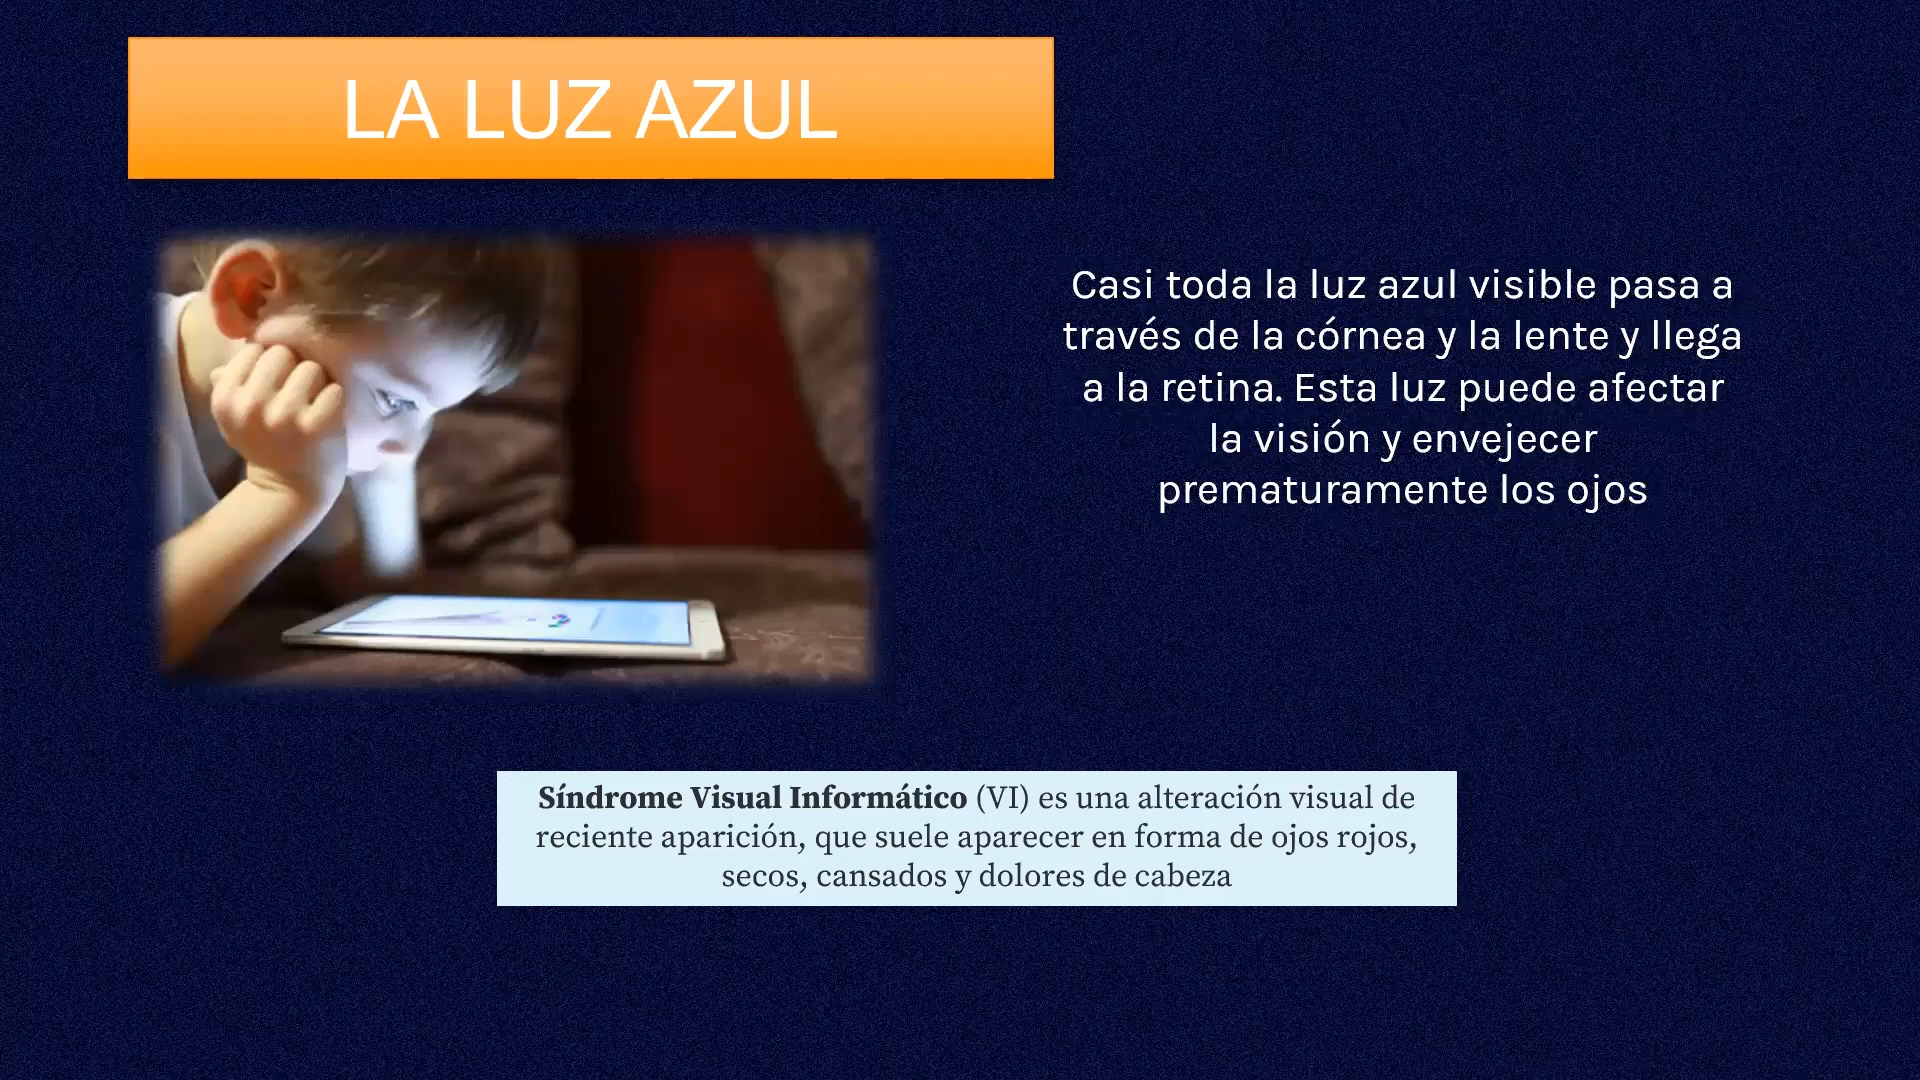 LA LUZ AZUL
Casi toda la luz azul visible pasa a
través de la córnea y la lente y llega
a la retina. Esta luz puede afectar
la visión y envejecer
prematuramente los ojos
Síndrome Visual Informático (VI) es una alteración visual de
reciente aparición, que suele aparecer en forma de ojos rojos,
secos, cansados y dolores de cabeza